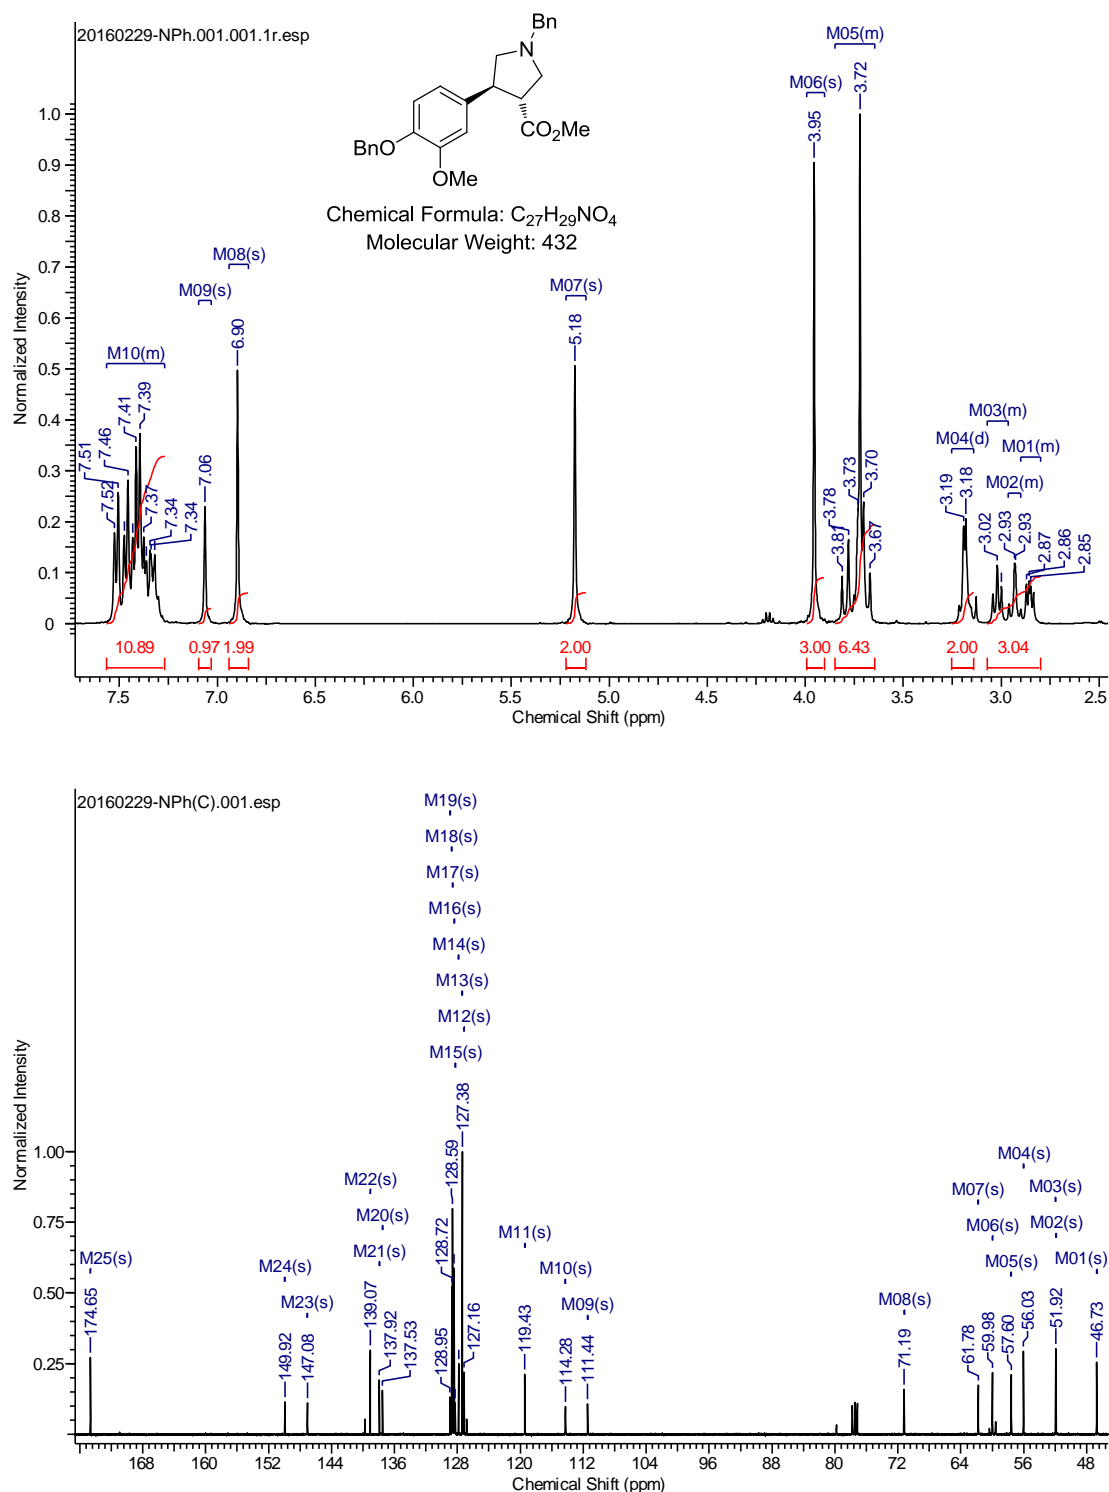 20160229-NPh.001.001.1r.esp
Bn
N
CO2Me
BnO
OMe
Chemical Formula: C27H29NO4
Molecular Weight: 432
M05(m)
M06(s)
3.72
3.95
M08(s)
M09(s)
6.90
M07(s)
5.18
M10(m)
7.51
7.52
7.46
7.41
7.39
7.37
7.34
7.34
7.06
3.81
3.78
3.73
3.70
3.67
M03(m)
M04(d)
M01(m)
M02(m)
3.19
3.18
3.02
2.93
2.93
2.87
2.86
2.85
Normalized Intensity
1.0
0.9
0.8
0.7
0.6
0.5
0.4
0.3
0.2
0.1
0
10.89
0.97
1.99
2.00
3.00
6.43
2.00
3.04
7.5
7.0
6.5
6.0
5.5
5.0
4.5
4.0
3.5
3.0
2.5
Chemical Shift (ppm)
20160229-NPh(C).001.esp
M19(s)
M18(s)
M17(s)
M16(s)
M14(s)
M13(s)
M12(s)
M15(s)
127.38
128.59
128.72
128.95
127.16
M22(s)
M20(s)
M21(s)
139.07
137.92
137.53
M25(s)
174.65
M24(s)
M23(s)
149.92
147.08
M11(s)
M10(s)
M09(s)
119.43
114.28
111.44
M08(s)
71.19
M04(s)
M07(s)
M03(s)
M06(s)
M02(s)
M05(s)
M01(s)
61.78
59.98
57.60
56.03
51.92
46.73
Normalized Intensity
1.00
0.75
0.50
0.25
168
160
152
144
136
128
120
112
104
96
88
80
72
64
56
48
Chemical Shift (ppm)